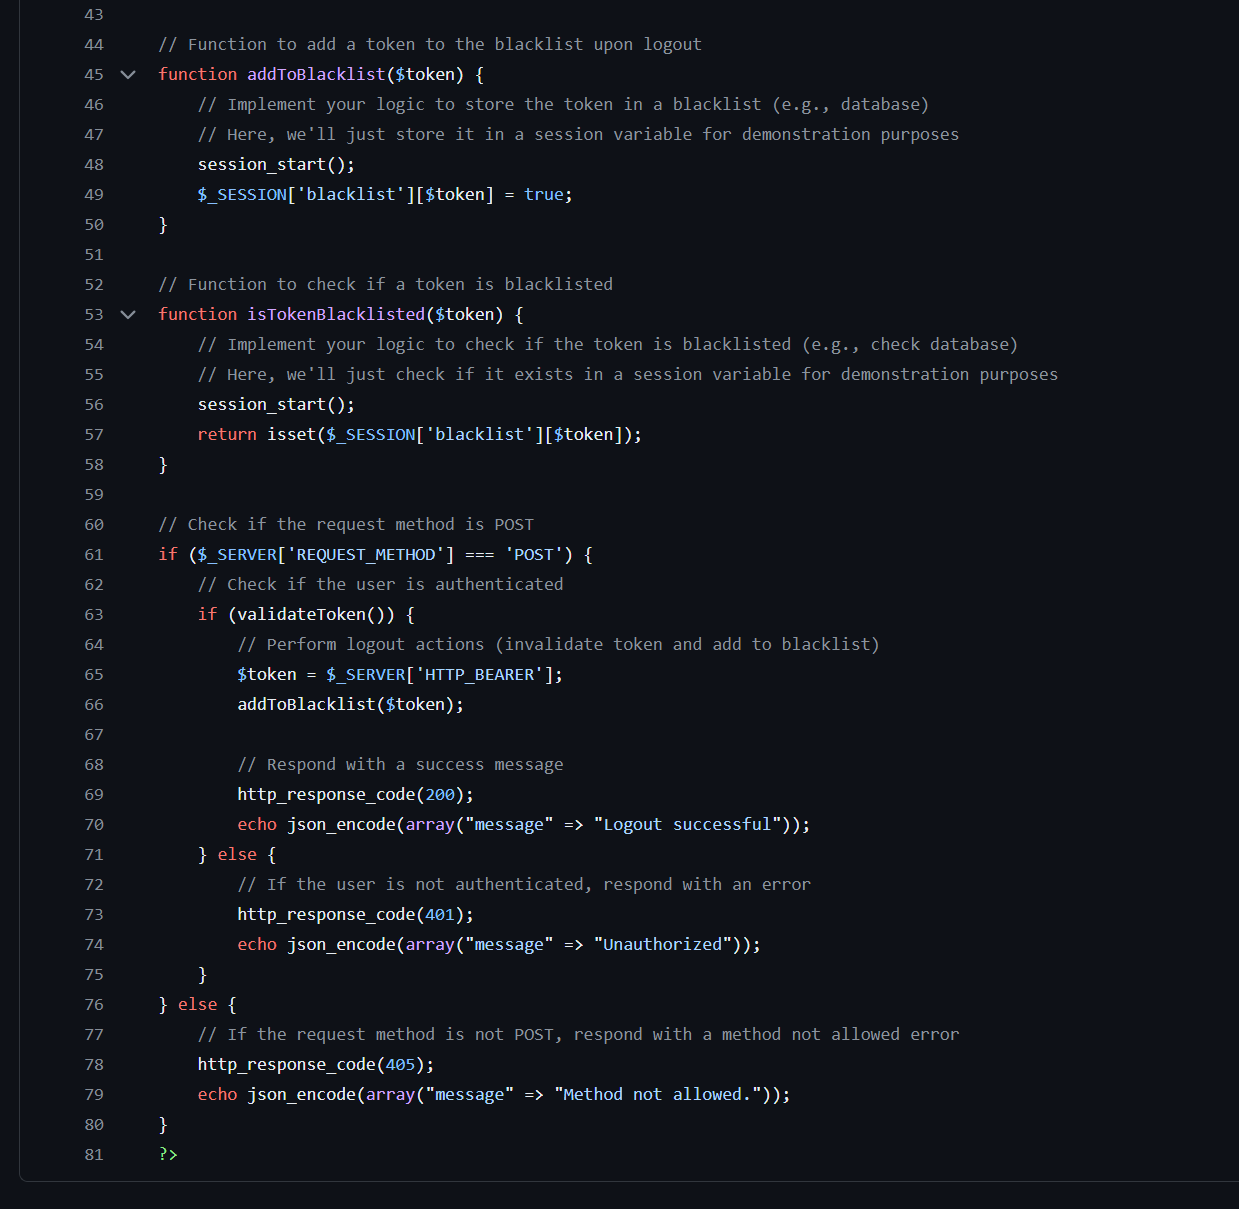 43
44 // Function to add a token to the blacklist upon logout
45 function addToBlacklist($token) {
46     // Implement your logic to store the token in a blacklist (e.g., database)
47     // Here, we'll just store it in a session variable for demonstration purposes
48     session_start();
49     $_SESSION['blacklist'][$token] = true;
50 }
51
52 // Function to check if a token is blacklisted
53 function isTokenBlacklisted($token) {
54     // Implement your logic to check if the token is blacklisted (e.g., check database)
55     // Here, we'll just check if it exists in a session variable for demonstration purposes
56     session_start();
57     return isset($_SESSION['blacklist'][$token]);
58 }
59
60 // Check if the request method is POST
61 if ($_SERVER['REQUEST_METHOD'] === 'POST') {
62     // Check if the user is authenticated
63     if (validateToken()) {
64         // Perform logout actions (invalidate token and add to blacklist)
65         $token = $_SERVER['HTTP_BEARER'];
66         addToBlacklist($token);
67
68         // Respond with a success message
69         http_response_code(200);
70         echo json_encode(array("message" => "Logout successful"));
71     } else {
72         // If the user is not authenticated, respond with an error
73         http_response_code(401);
74         echo json_encode(array("message" => "Unauthorized"));
75     }
76 } else {
77     // If the request method is not POST, respond with a method not allowed error
78     http_response_code(405);
79     echo json_encode(array("message" => "Method not allowed."));
80 }
81 ?>